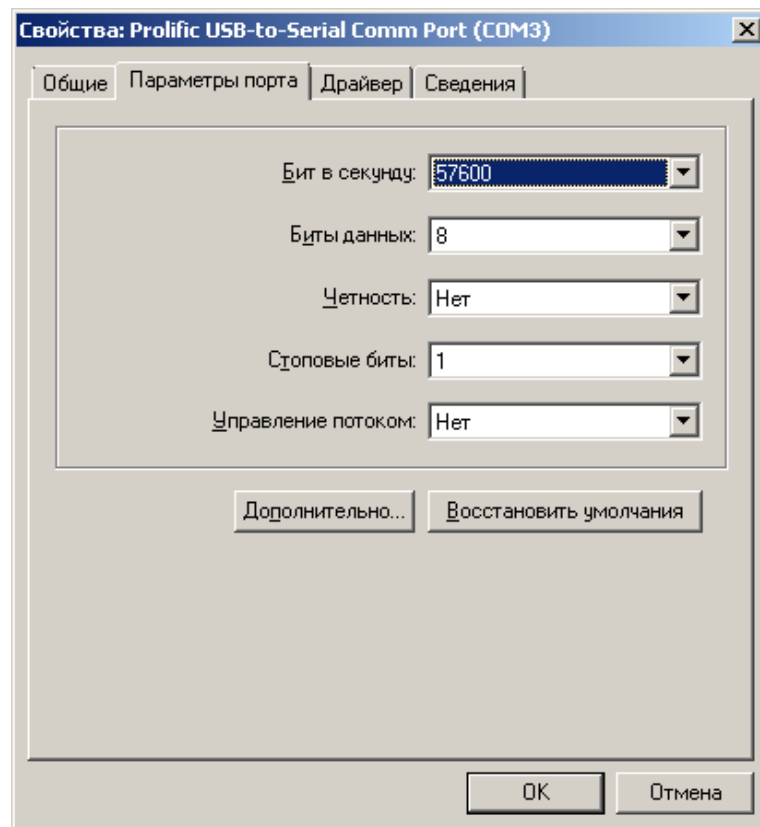 Свойства: Prolific USB-to-Serial Comm Port (COM3)
Общие Параметры порта Драйвер Сведения
Бит в секунду: 57600
Биты данных: 8
Четность: Нет
Стоповые биты: 1
Управление потоком: Нет
Дополнительно... Восстановить умолчания
OK Отмена